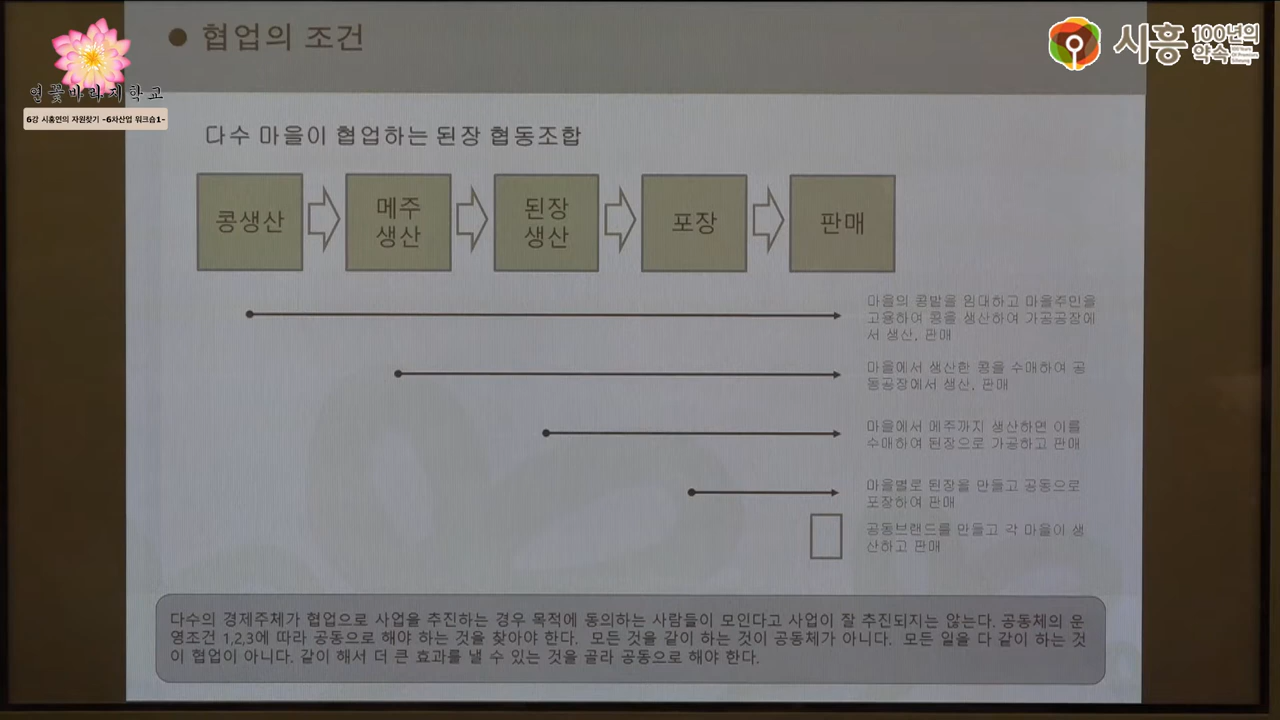 협업의 조건
연꽃바라지학교
6강 시흥연의 자원찾기 -6차산업 워크숍1-
시흥
100년의
약속
다수 마을이 협업하는 된장 협동조합
콩생산
메주
생산
된장
생산
포장
판매
마을의 콩밭을 임대하고 마을주민을
고용하여 콩을 생산하여 가공공장에
서 생산, 판매
마을에서 생산한 콩을 수매하여 공
동공장에서 생산, 판매
마을에서 메주까지 생산하면 이를
수매하여 된장으로 가공하고 판매
마을별로 된장을 만들고 공동으로
포장하여 판매
공동브랜드를 만들고 각 마을이 생
산하고 판매
다수의 경제주체가 협업으로 사업을 추진하는 경우 목적에 동의하는 사람들이 모인다고 사업이 잘 추진되지는 않는다. 공동체의 운
영조건 1,2,3에 따라 공동으로 해야 하는 것을 찾아야 한다. 모든 것을 같이 하는 것이 공동체가 아니다. 모든 일을 다 같이 하는 것
이 협업이 아니다. 같이 해서 더 큰 효과를 낼 수 있는 것을 골라 공동으로 해야 한다.